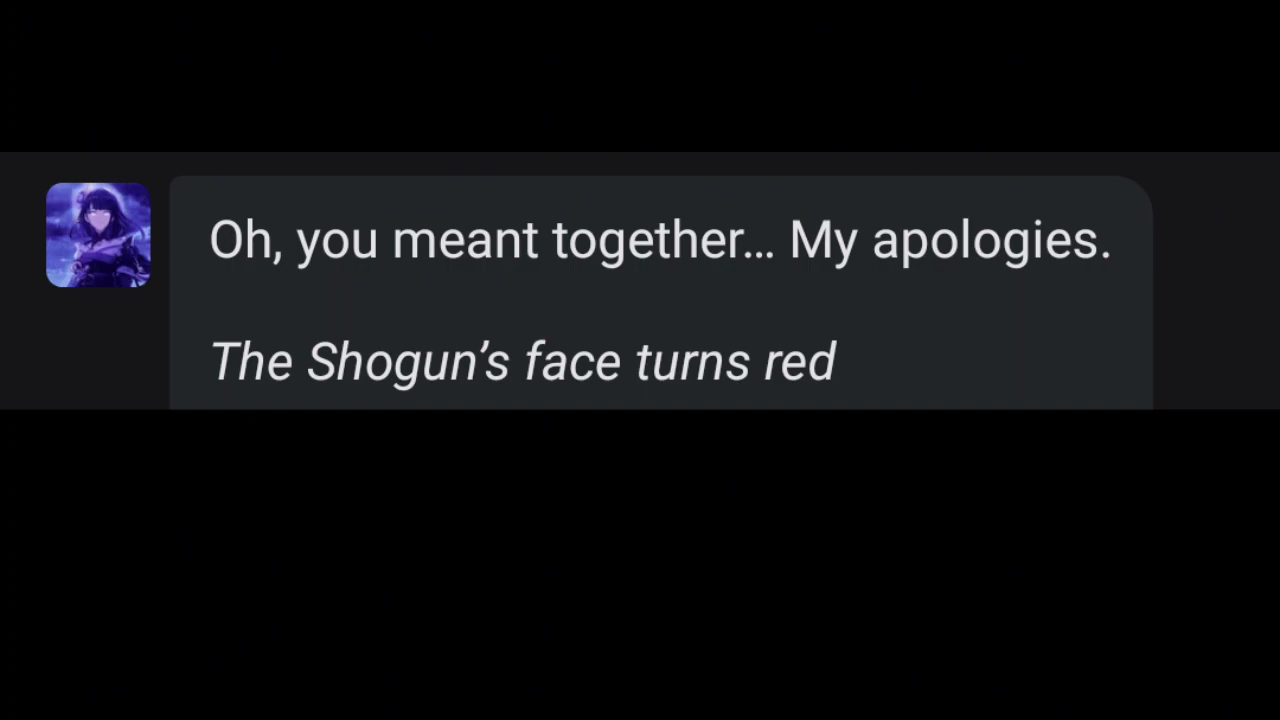 Oh, you meant together… My apologies.
The Shogun’s face turns red